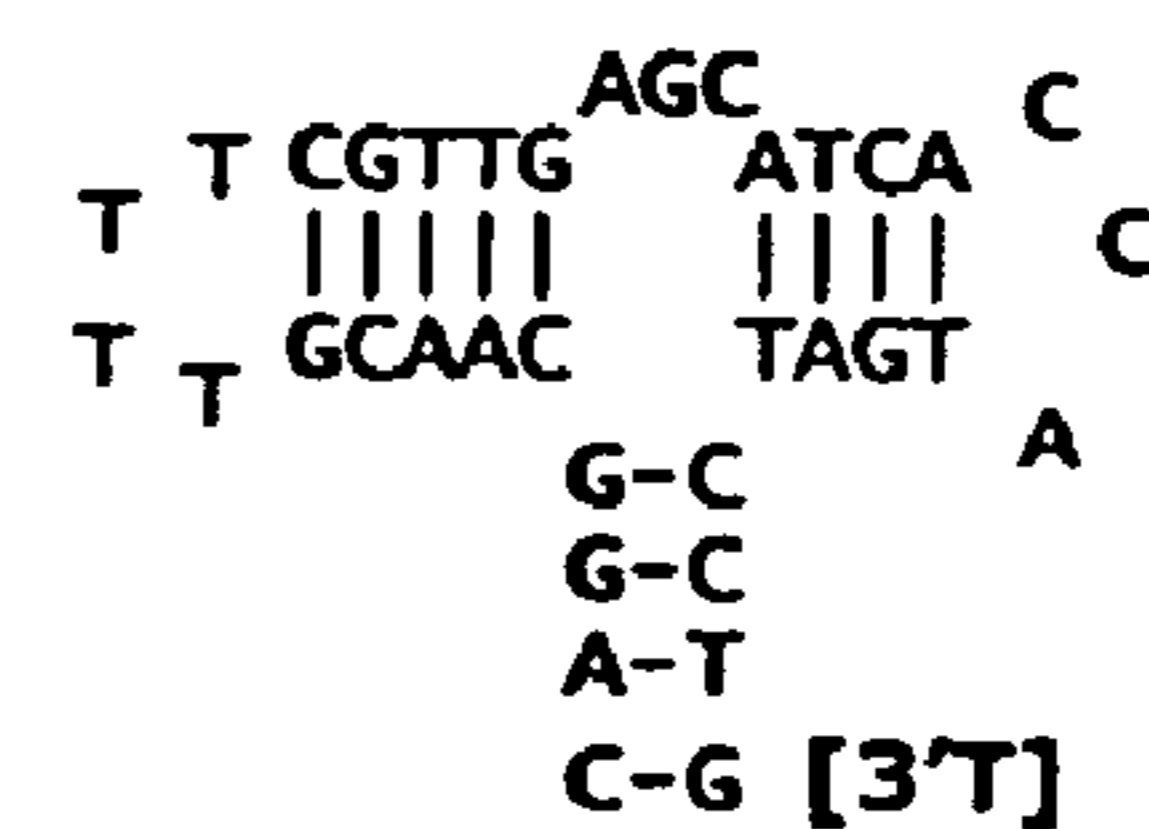 AGC
C
T CGTTG ATCA
T
C
T GCAAC TAGT
T
A
G-C
G-C
A-T
C-G [3'T]